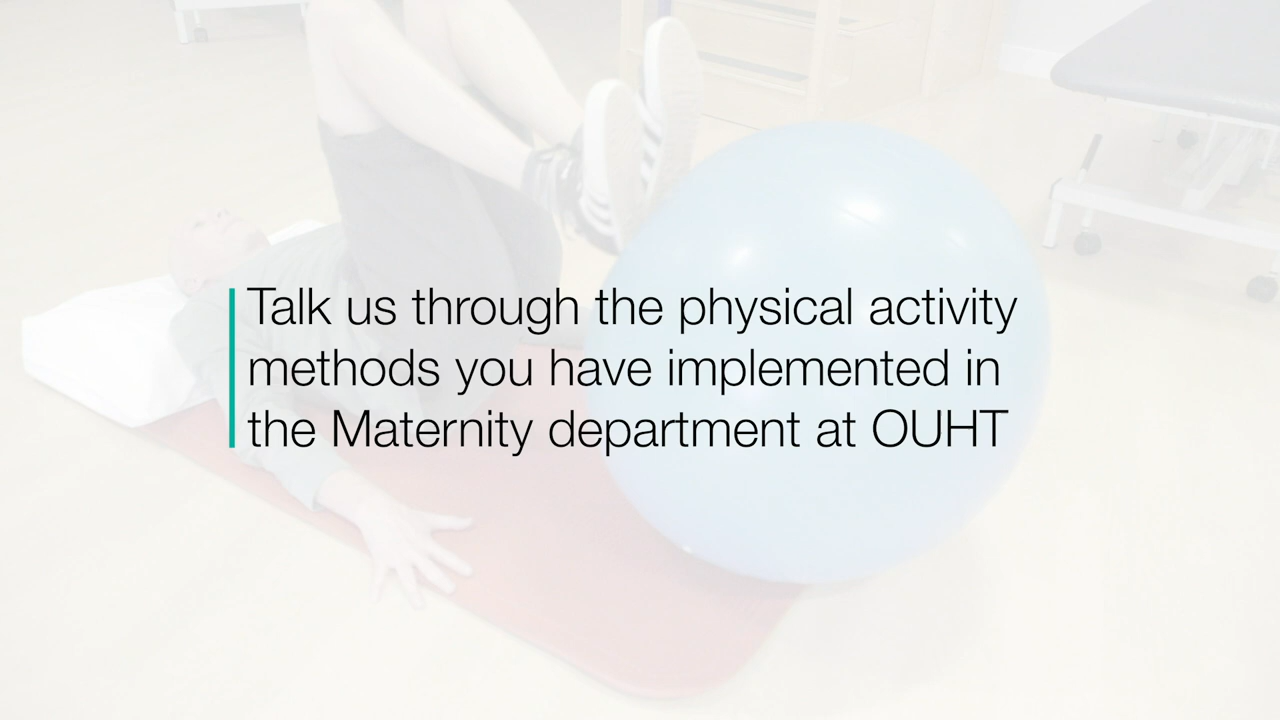 Talk us through the physical activity
methods you have implemented in
the Maternity department at OUHT